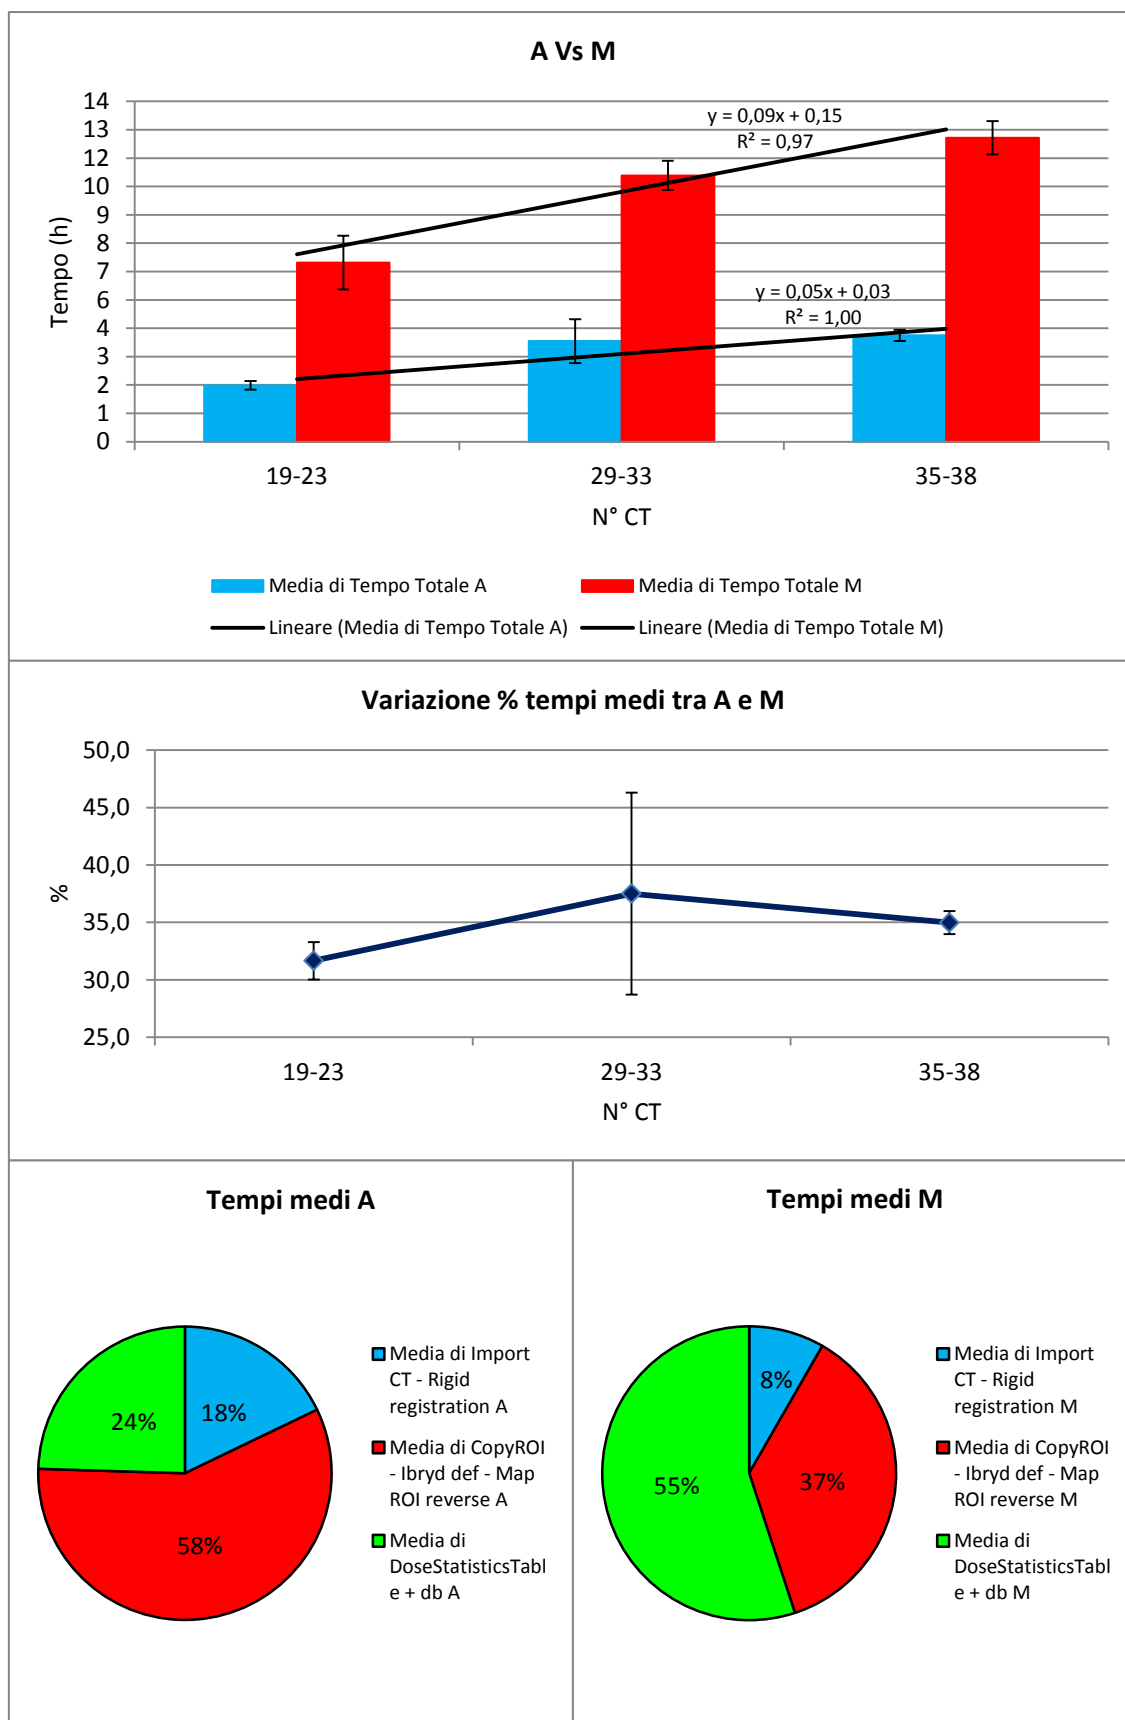 A Vs M
14
13
12
10
9
8
7
6
4
3
2
1
0
Tempo (h)
y = 0,09x + 0,15
R² = 0,97
y = 0,05x + 0,03
R² = 1,00
19-23
29-33
35-38
N° CT
Media di Tempo Totale A
Media di Tempo Totale M
Lineare (Media di Tempo Totale A)
Lineare (Media di Tempo Totale M)
Variazione % tempi medi tra A e M
50,0
45,0
40,0
35,0
30,0
25,0
%
19-23
29-33
35-38
N° CT
Tempi medi A
18%
58%
24%
Media di Import
CT - Rigid
registration A
Media di CopyROI
- Ibryd def - Map
ROI reverse A
Media di
DoseStatisticsTabl
e + db A
Tempi medi M
8%
37%
55%
Media di Import
CT - Rigid
registration M
Media di CopyROI
- Ibryd def - Map
ROI reverse M
Media di
DoseStatisticsTabl
e + db M